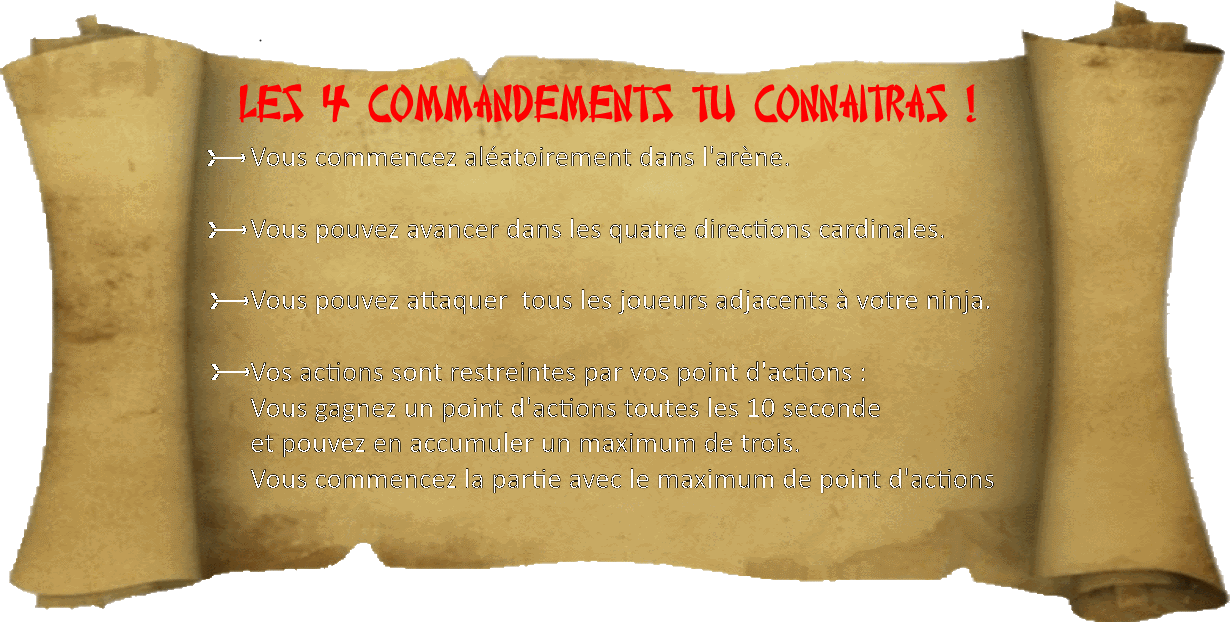 LES 4 COMMANDEMENTS TU CONNAITRAS !
Vous commencez aléatoirement dans l'arène.
Vous pouvez avancer dans les quatre directions cardinales.
Vous pouvez attaquer  tous les joueurs adjacents à votre ninja.
Vos actions sont restreintes par vos point d'actions :
Vous gagnez un point d'actions toutes les 10 seconde
et pouvez en accumuler un maximum de trois.
Vous commencez la partie avec le maximum de point d'actions